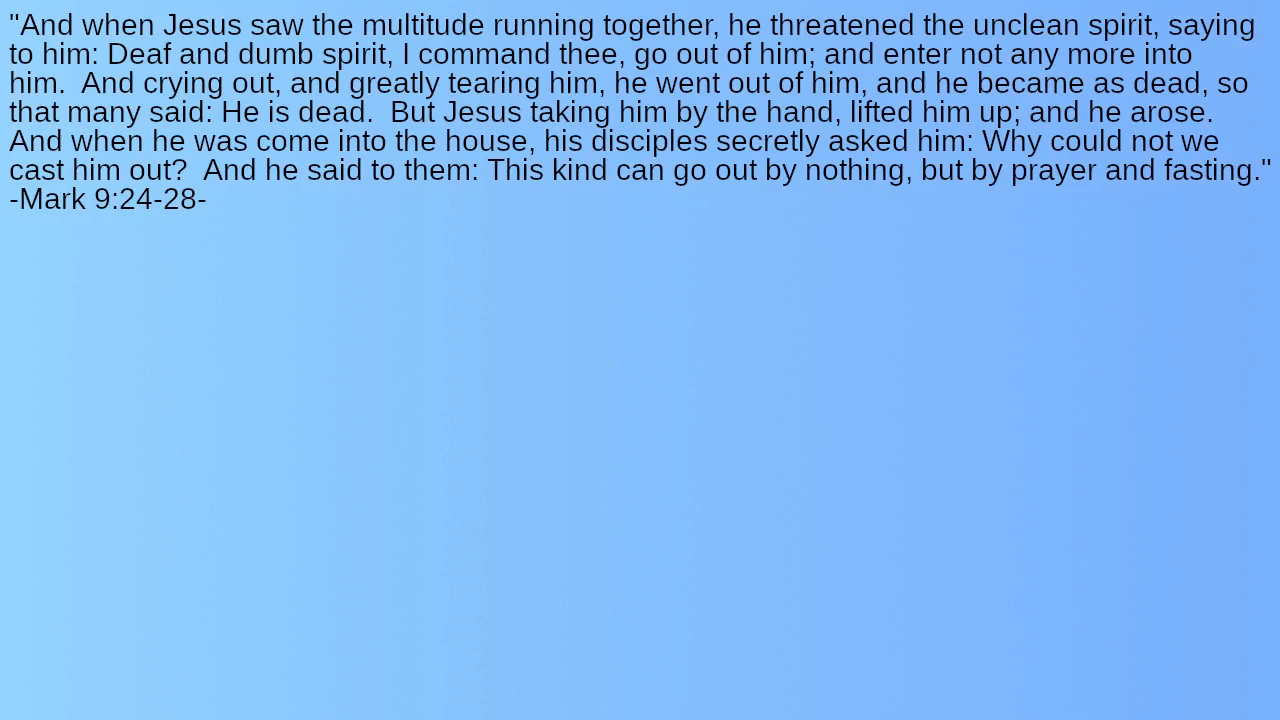 "And when Jesus saw the multitude running together, he threatened the unclean spirit, saying
to him: Deaf and dumb spirit, I command thee, go out of him; and enter not any more into
him.  And crying out, and greatly tearing him, he went out of him, and he became as dead, so
that many said: He is dead.  But Jesus taking him by the hand, lifted him up; and he arose.
And when he was come into the house, his disciples secretly asked him: Why could not we
cast him out?  And he said to them: This kind can go out by nothing, but by prayer and fasting."
-Mark 9:24-28-